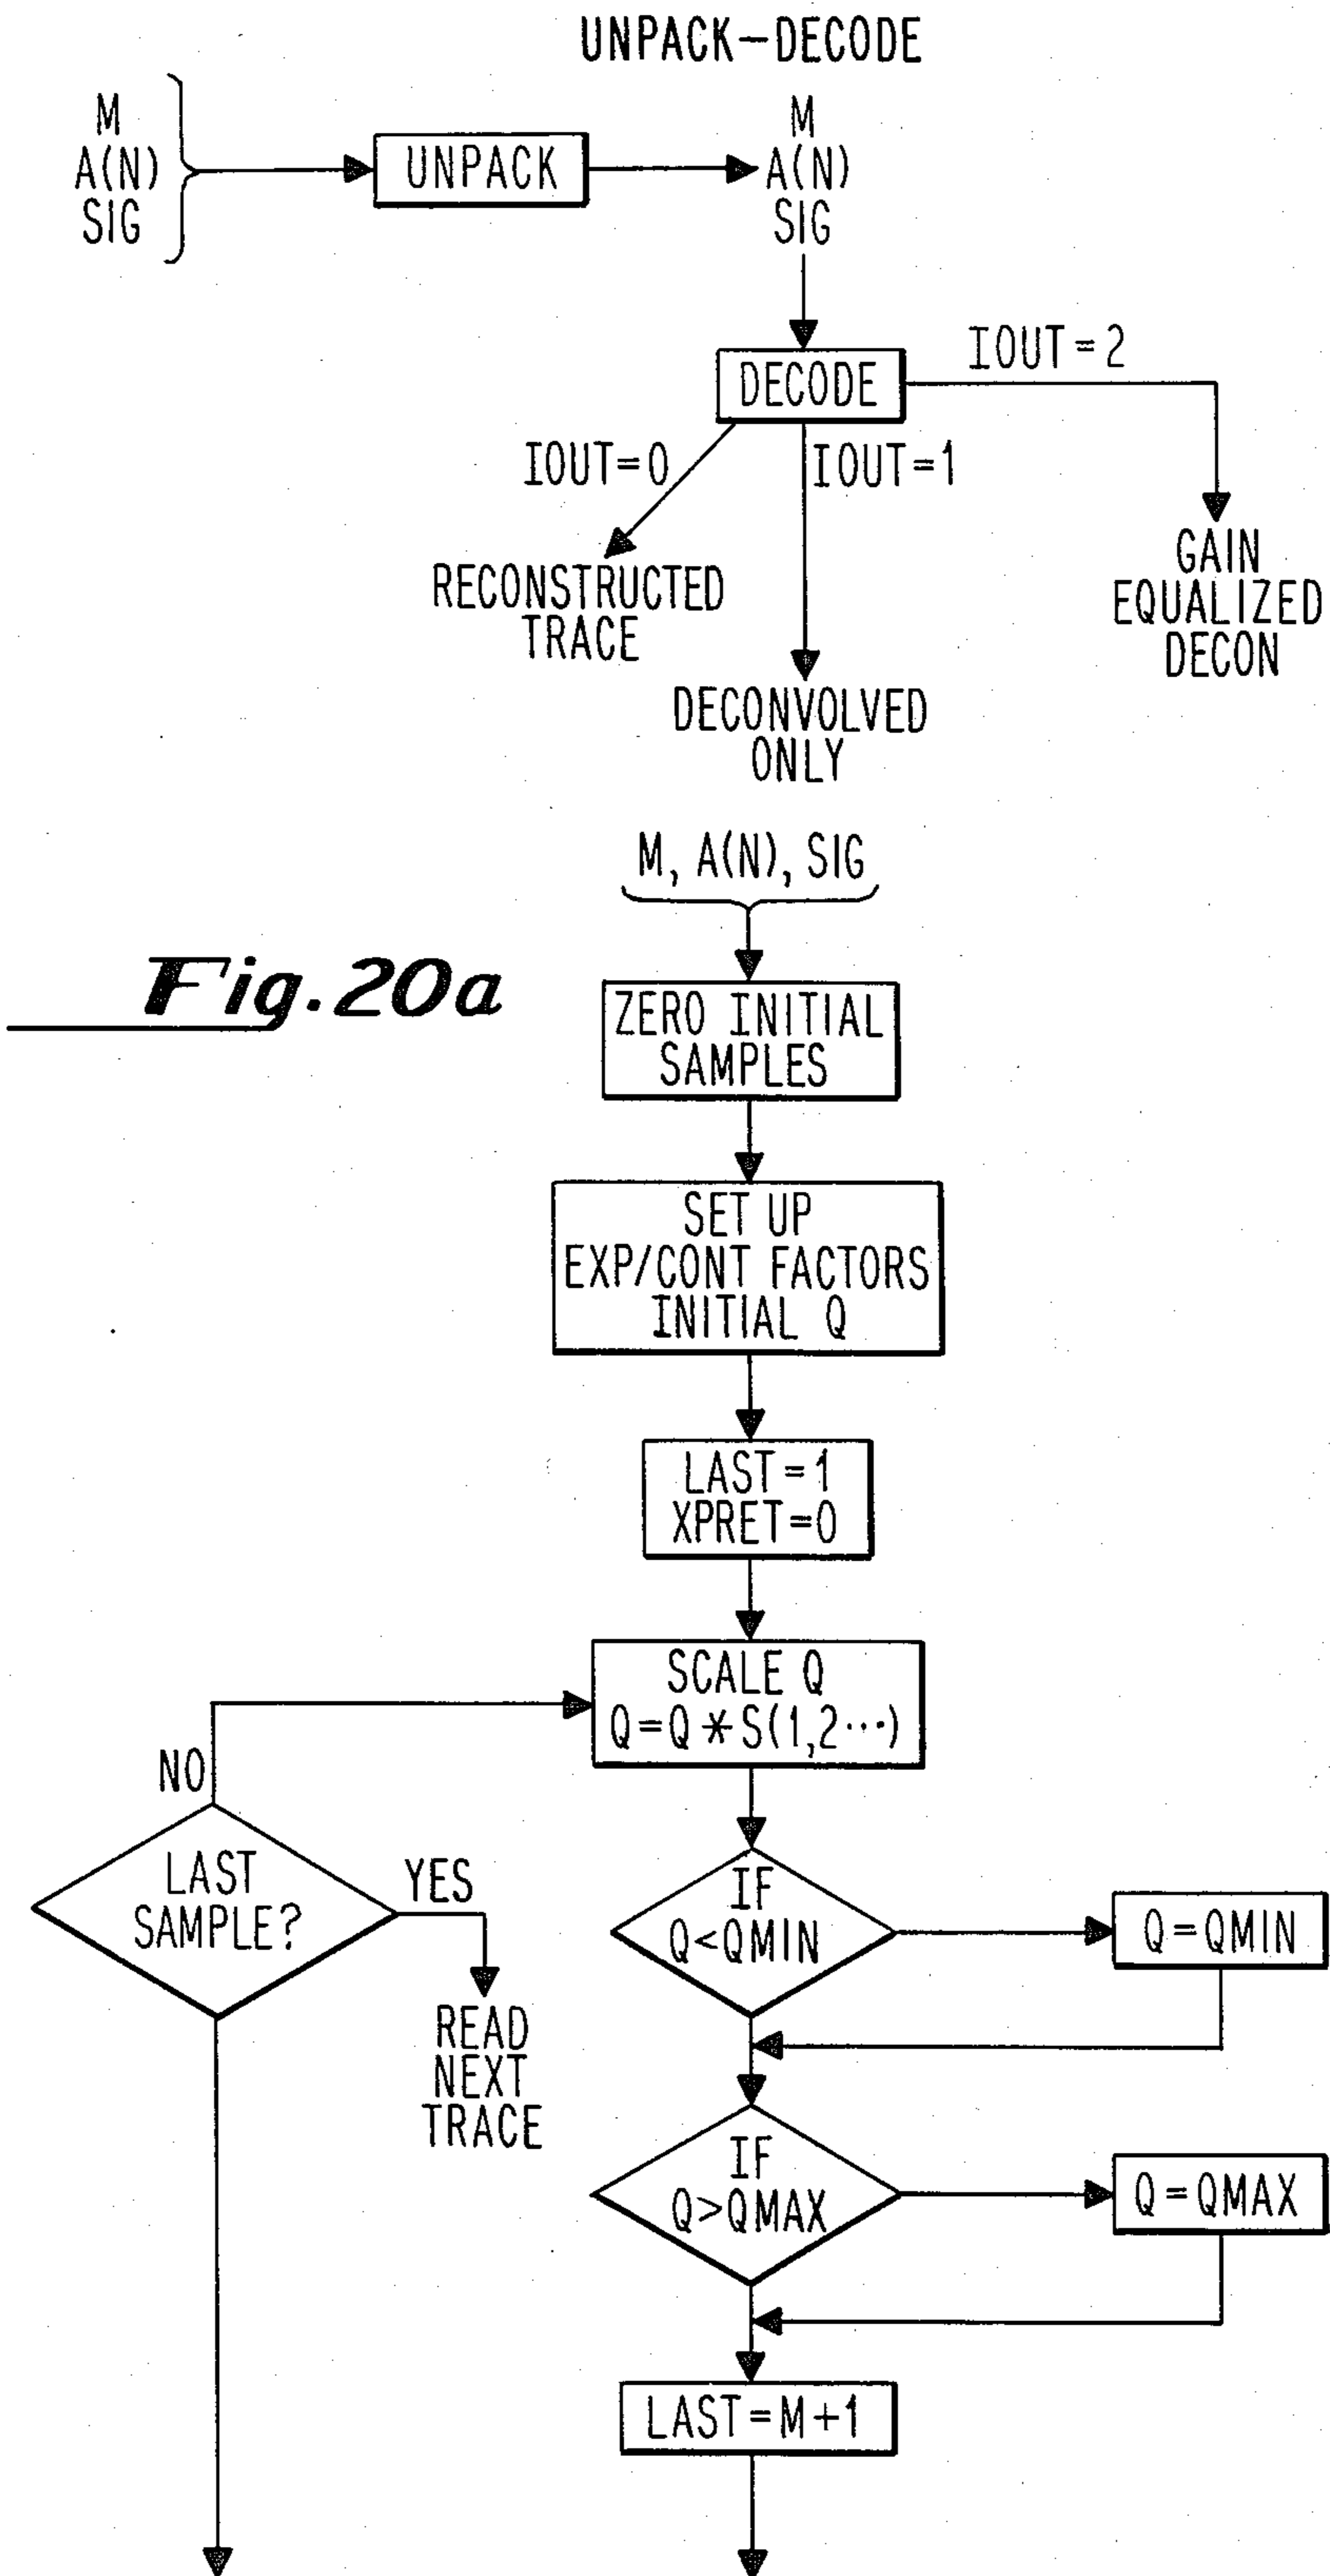 UNPACK-DECODE
M
A(N)
SIG
UNPACK
M
A(N)
SIG
DECODE
IOUT=2
IOUT=0
IOUT=1
RECONSTRUCTED
TRACE
GAIN
EQUALIZED
DECON
DECONVOLVED
ONLY
M, A(N), SIG
Fig. 20a
ZERO INITIAL
SAMPLES
SET UP
EXP/CONT FACTORS
INITIAL Q
LAST=1
XPRET=0
SCALE Q
Q=Q*S(1,2···)
NO
LAST
SAMPLE?
YES
READ
NEXT
TRACE
IF
Q<QMIN
Q=QMIN
IF
Q>QMAX
Q=QMAX
LAST=M+1